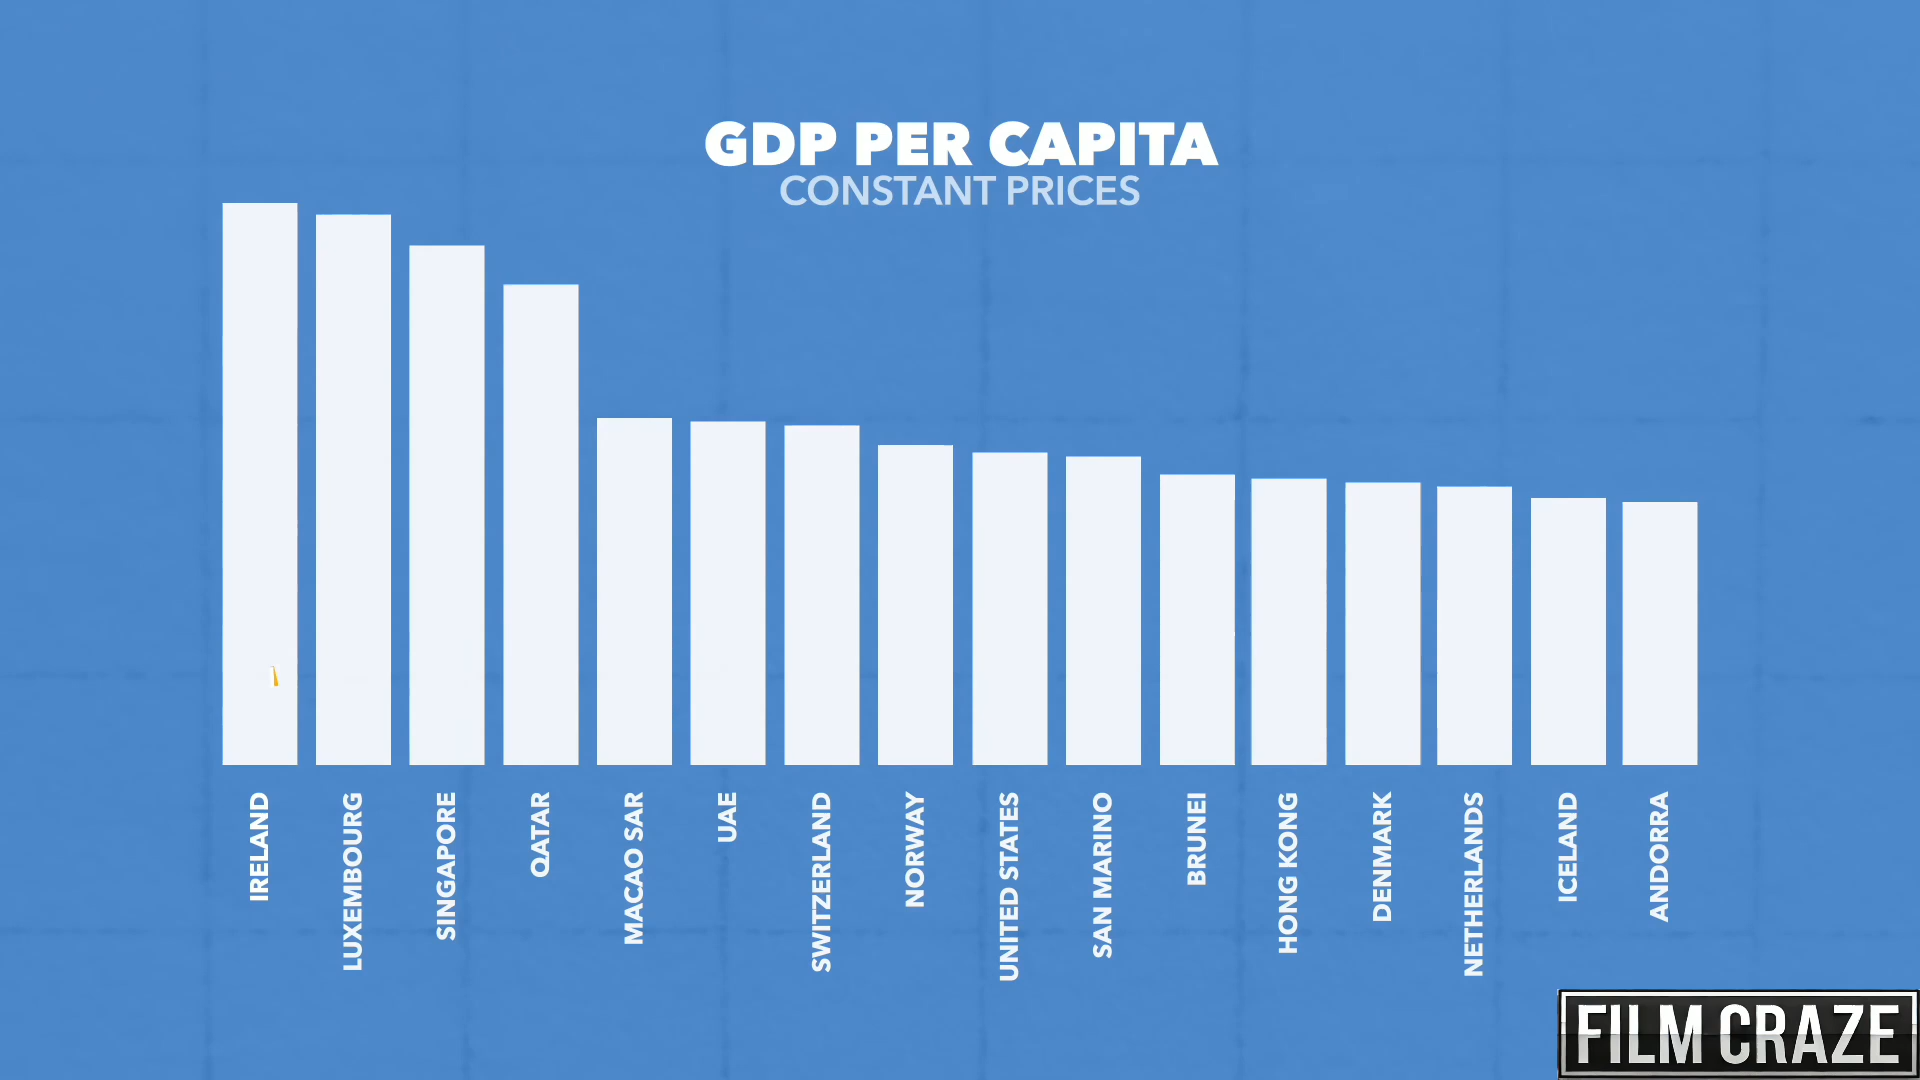 GDP PER CAPITA
CONSTANT PRICES
IRELAND
LUXEMBOURG
SINGAPORE
QATAR
MACAO SAR
UAE
SWITZERLAND
NORWAY
UNITED STATES
SAN MARINO
BRUNEI
HONG KONG
DENMARK
NETHERLANDS
ICELAND
ANDORRA
FILM CRAZE